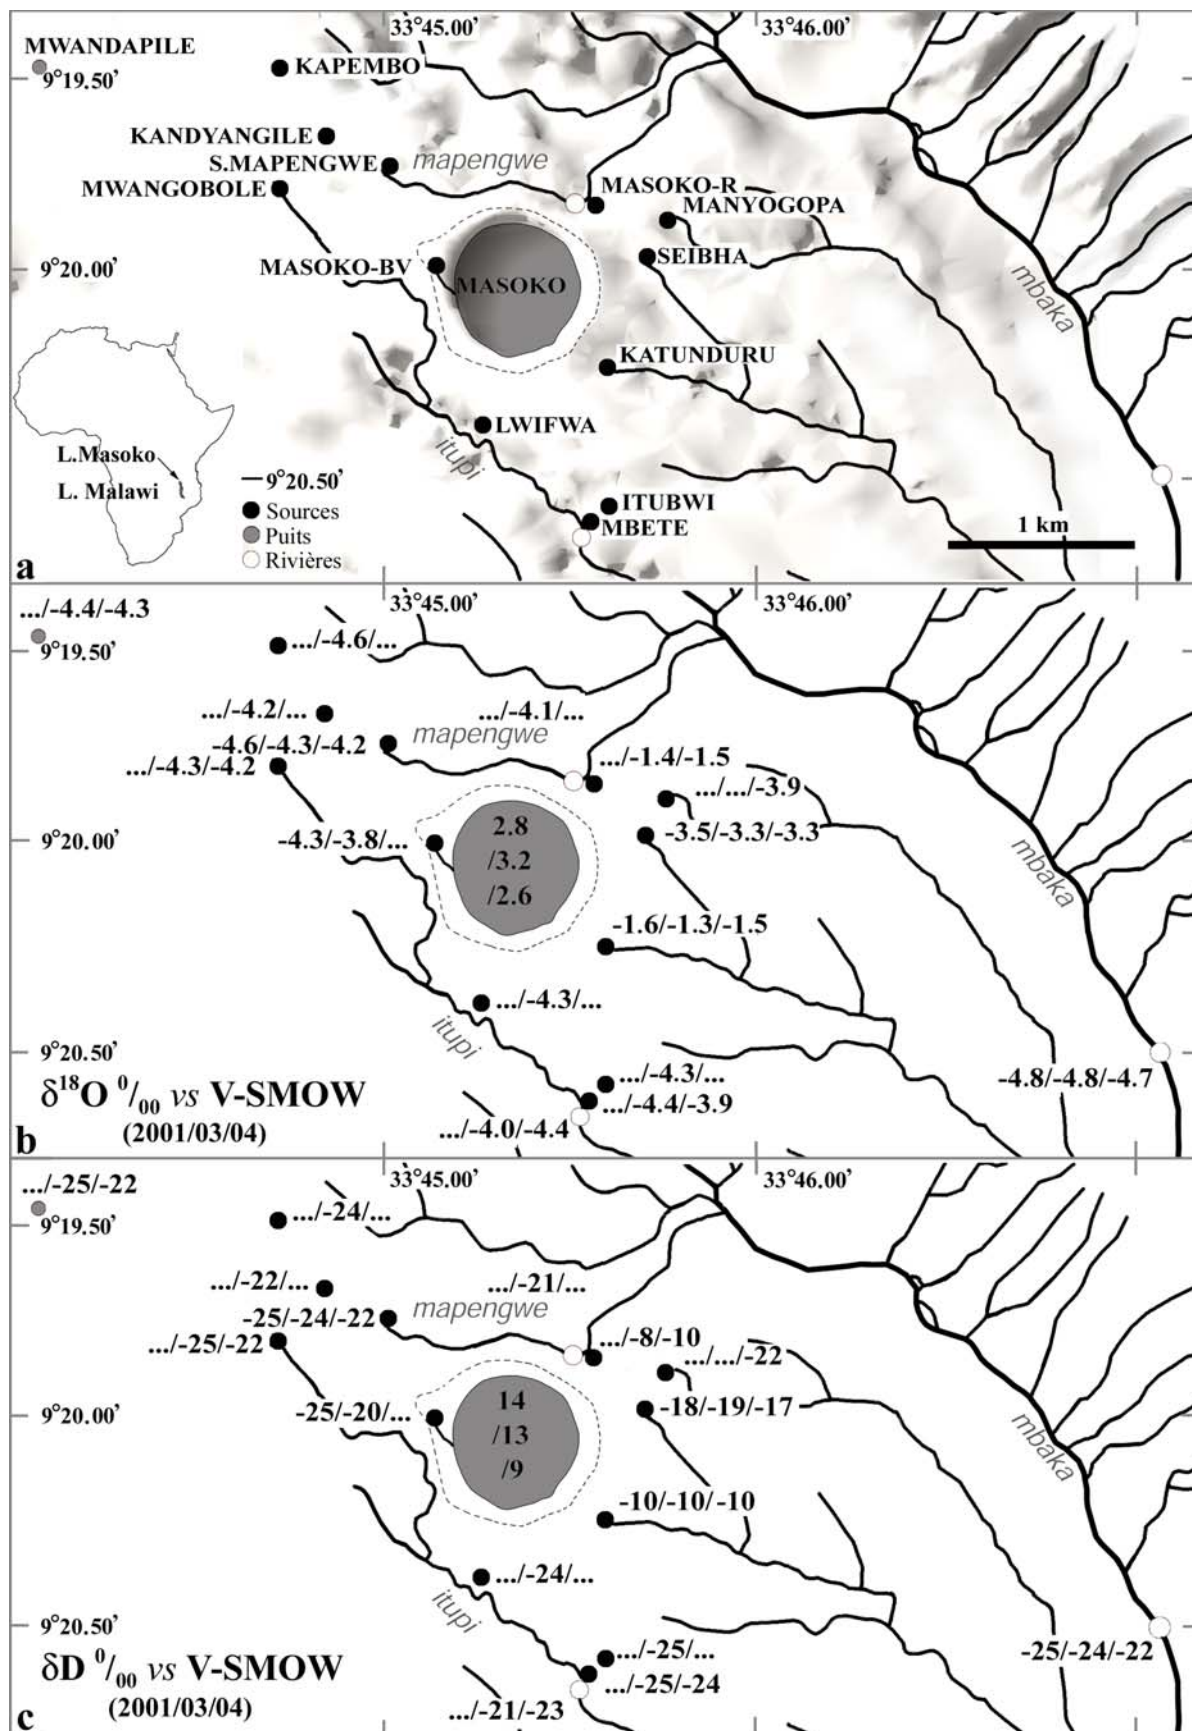 33°45.00'
33°46.00'
MWANDAPILE
9°19.50'
KAPEMBO
KANDYANGILE
S.MAPENGWE
mapengwe
MWANGOBOLE
MASOKO-R
MANYOGOPA
9°20.00'
MASOKO-BV
MASOKO
SEIBHA
mbaka
KATUNDURU
LWIFWA
itupi
L.Masoko
L. Malawi
9°20.50'
Sources
Puits
Rivières
ITUBWI
MBETE
1 km
a
33°45.00'
33°46.00'
.../-4.4/-4.3
9°19.50'
.../-4.6/...
.../-4.2/...
.../-4.1/...
-4.6/-4.3/-4.2
mapengwe
.../-4.3/-4.2
.../-1.4/-1.5
.../.../-3.9
9°20.00'
-4.3/-3.8/...
2.8
/3.2
/2.6
-3.5/-3.3/-3.3
mbaka
-1.6/-1.3/-1.5
.../-4.3/...
itupi
9°20.50'
.../-4.3/...
-4.8/-4.8/-4.7
.../-4.4/-3.9
.../-4.0/-4.4
δ18O 0/00 vs V-SMOW
(2001/03/04)
b
33°45.00'
33°46.00'
.../-25/-22
9°19.50'
.../-24/...
.../-22/...
.../-21/...
-25/-24/-22
mapengwe
.../-25/-22
.../-8/-10
.../.../-22
9°20.00'
-25/-20/...
14
/13
/9
-18/-19/-17
mbaka
-10/-10/-10
.../-24/...
itupi
9°20.50'
.../-25/...
-25/-24/-22
.../-25/-24
.../-21/-23
δD 0/00 vs V-SMOW
(2001/03/04)
c